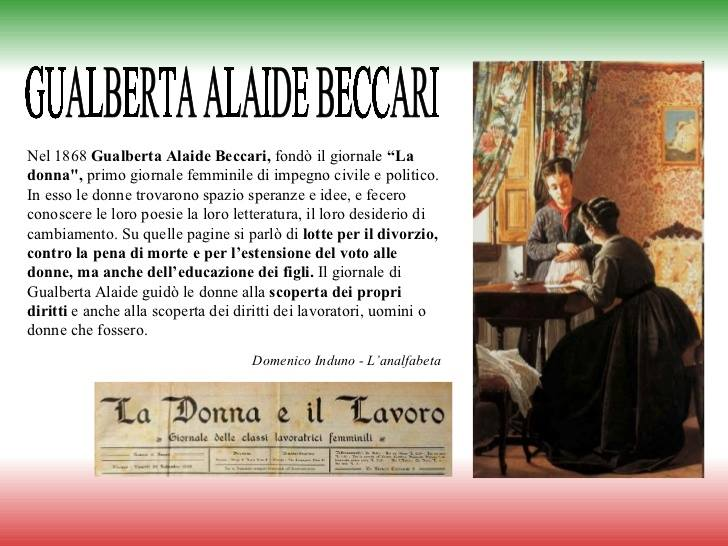 GUALBERTA ALAIDE BECCARI
Nel 1868 Gualberta Alaide Beccari, fondò il giornale “La
donna", primo giornale femminile di impegno civile e politico.
In esso le donne trovarono spazio speranze e idee, e fecero
conoscere le loro poesie la loro letteratura, il loro desiderio di
cambiamento. Su quelle pagine si parlò di lotte per il divorzio,
contro la pena di morte e per l’estensione del voto alle
donne, ma anche dell’educazione dei figli. Il giornale di
Gualberta Alaide guidò le donne alla scoperta dei propri
diritti e anche alla scoperta dei diritti dei lavoratori, uomini o
donne che fossero.
Domenico Induno - L’analfabeta
La Donna e il Lavoro
Giornale delle classi lavoratrici femminili